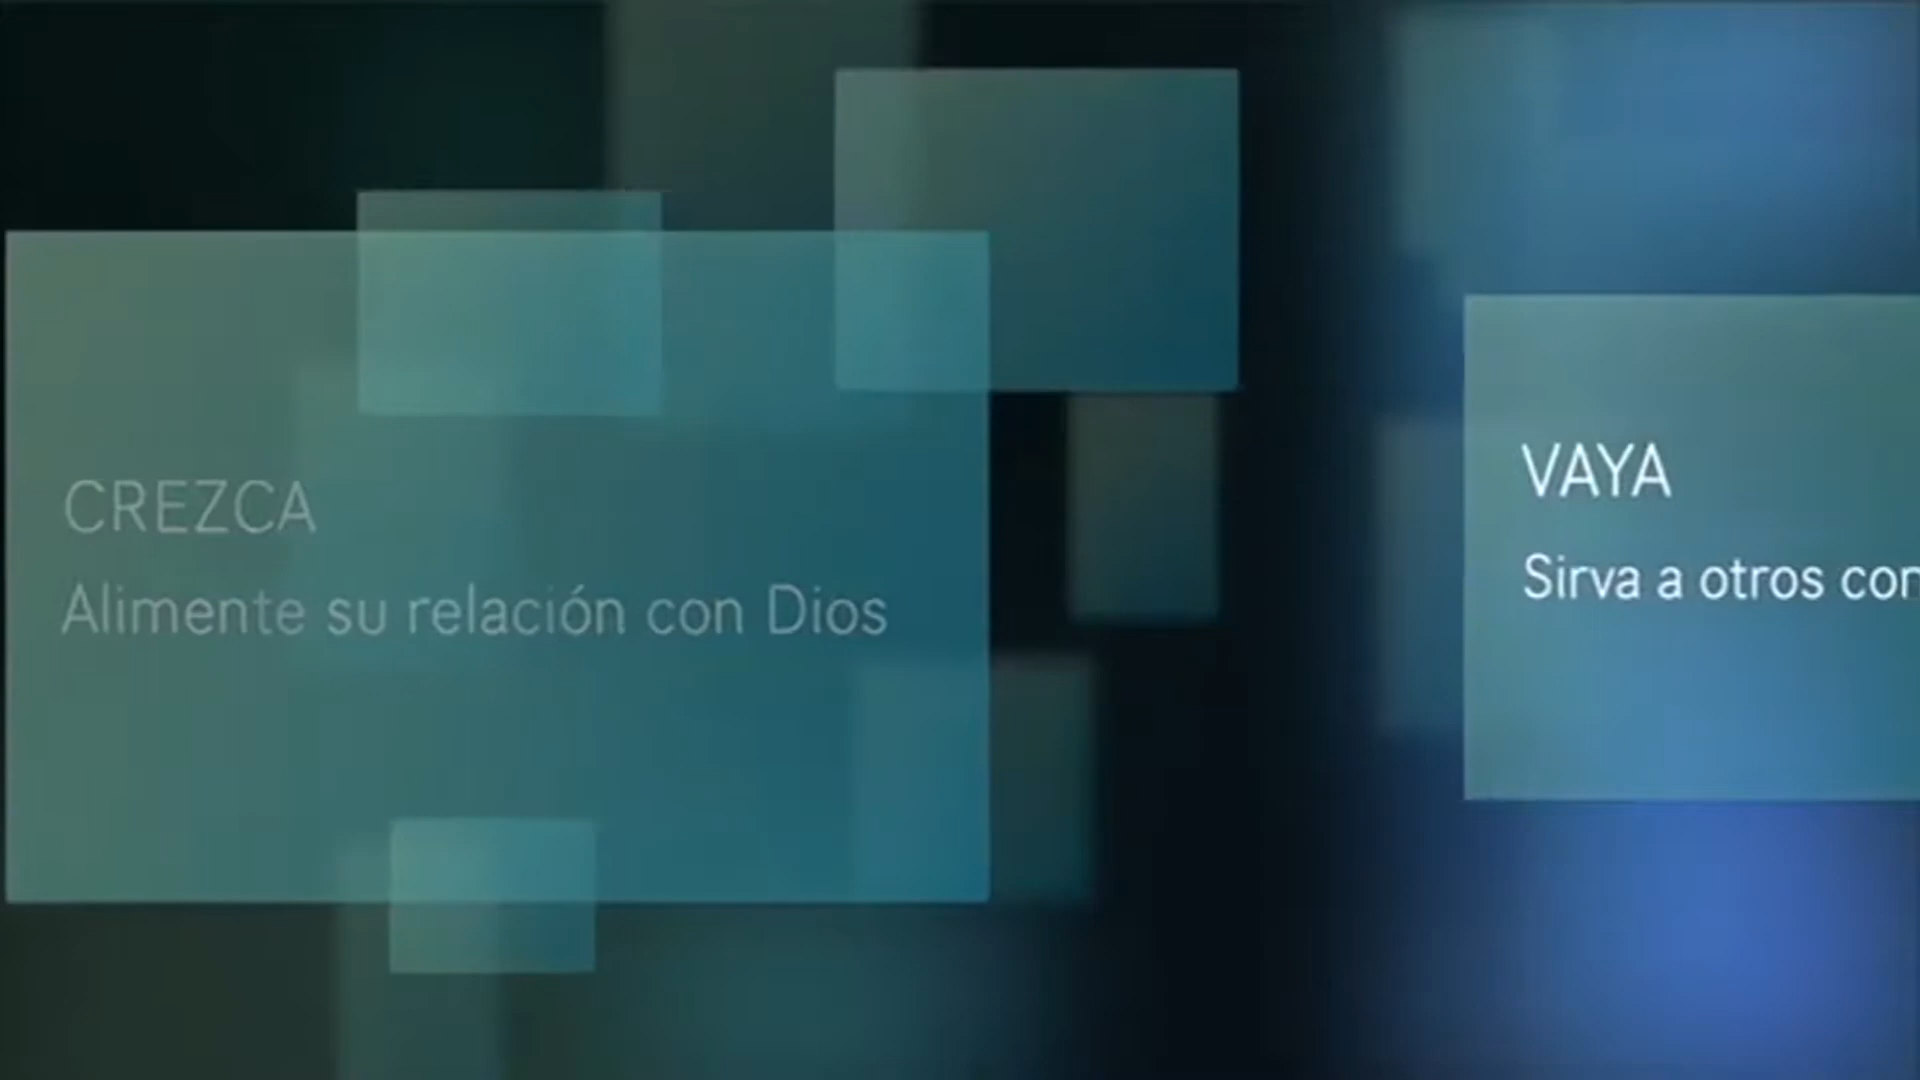 CREZCA
Alimente su relación con Dios
VAYA
Sirva a otros